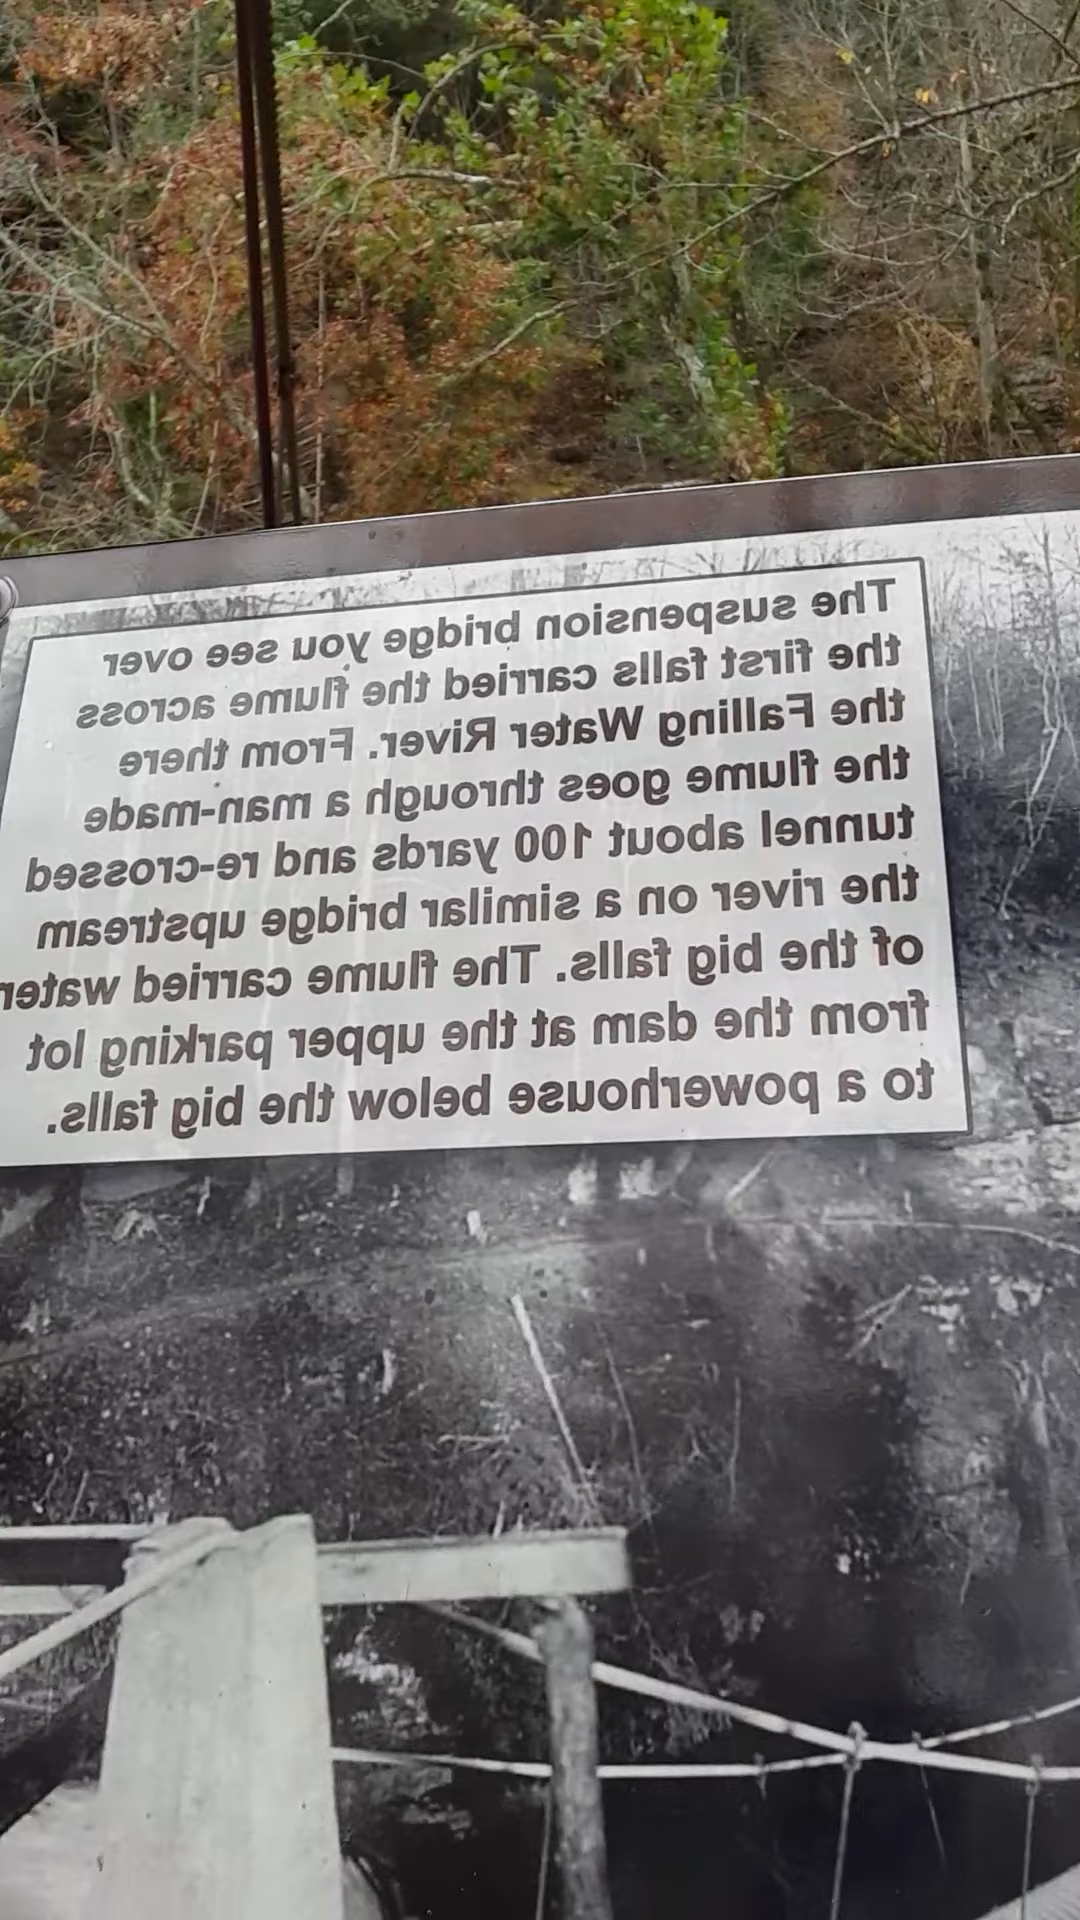 The suspension bridge you see over
the first falls carried the flume across
the Falling Water River. From there
the flume goes through a man-made
tunnel about 100 yards and re-crossed
the river on a similar bridge upstream
of the big falls. The flume carried water
from the dam at the upper parking lot
to a powerhouse below the big falls.